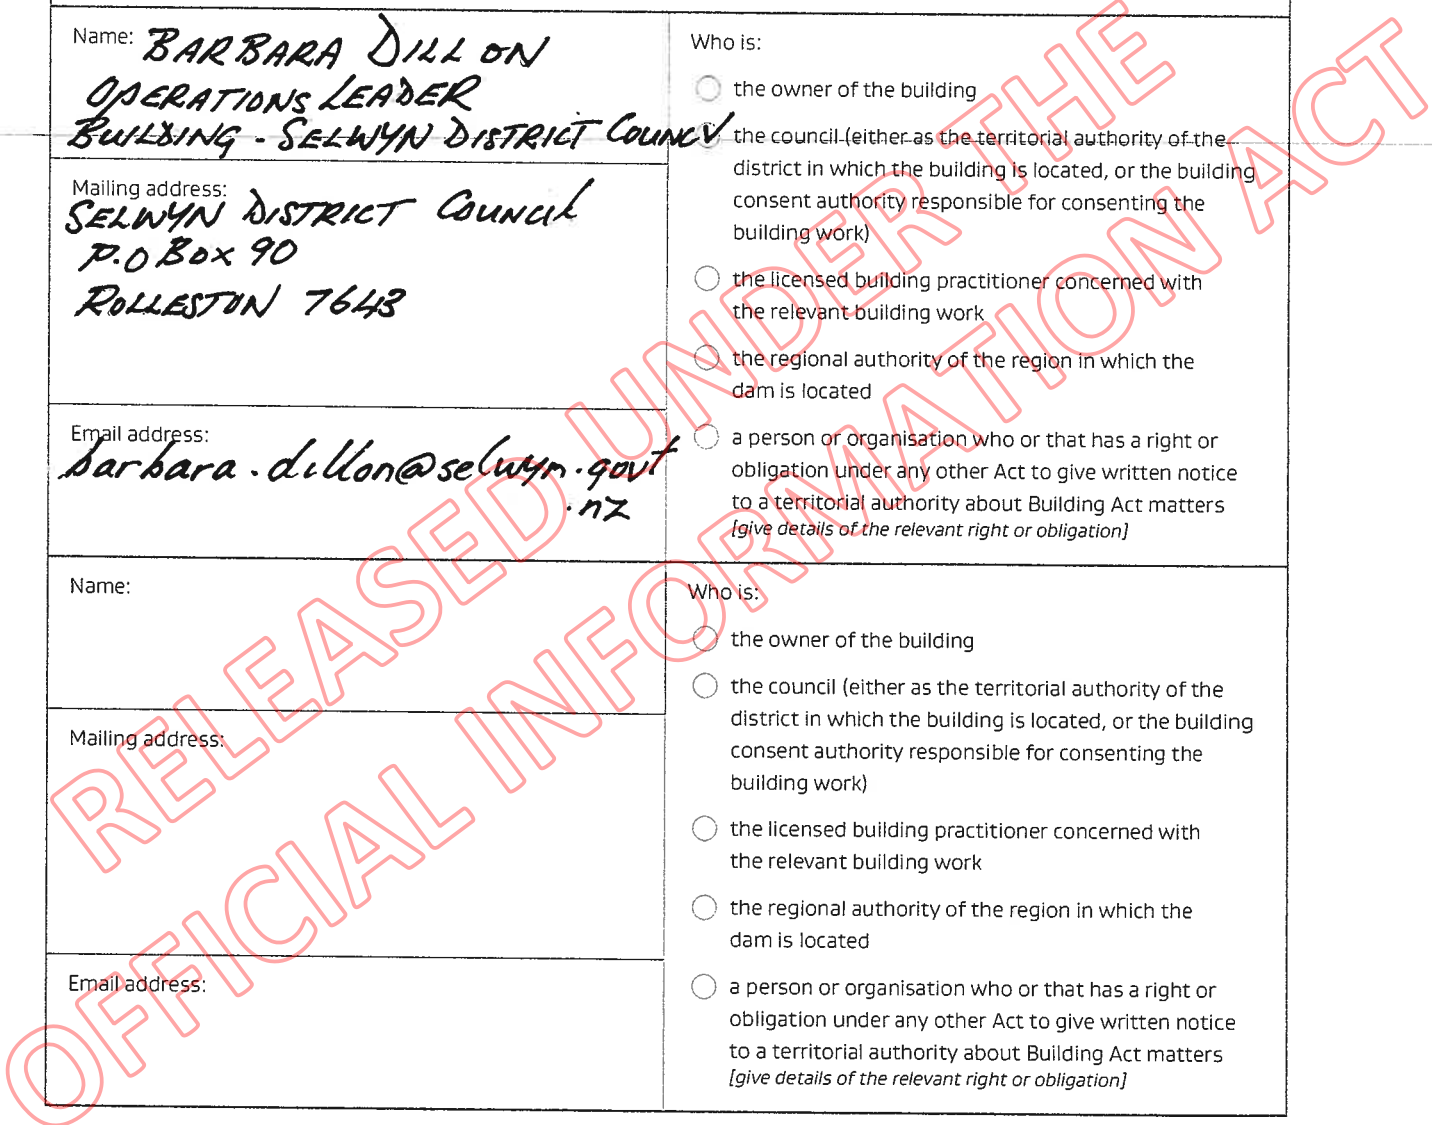 Name: BARBARA DILLON
OPERATIONS LEADER
BUILDING - SELWYN DISTRICT COUNCIL
Mailing address:
SELWYN DISTRICT COUNCIL
P.O BOX 90
ROLLESTON 7643
Email address:
barbara.dillon@selwyn.govt
.nz
Who is:
the owner of the building
the council (either as the territorial authority of the
district in which the building is located, or the building
consent authority responsible for consenting the
building work)
the licensed building practitioner concerned with
the relevant building work
the regional authority of the region in which the
dam is located
a person or organisation who or that has a right or
obligation under any other Act to give written notice
to a territorial authority about Building Act matters
[give details of the relevant right or obligation]
Name:
Mailing address:
Email address:
Who is:
the owner of the building
the council (either as the territorial authority of the
district in which the building is located, or the building
consent authority responsible for consenting the
building work)
the licensed building practitioner concerned with
the relevant building work
the regional authority of the region in which the
dam is located
a person or organisation who or that has a right or
obligation under any other Act to give written notice
to a territorial authority about Building Act matters
[give details of the relevant right or obligation]
RELEASED UNDER THE
OFFICIAL INFORMATION ACT